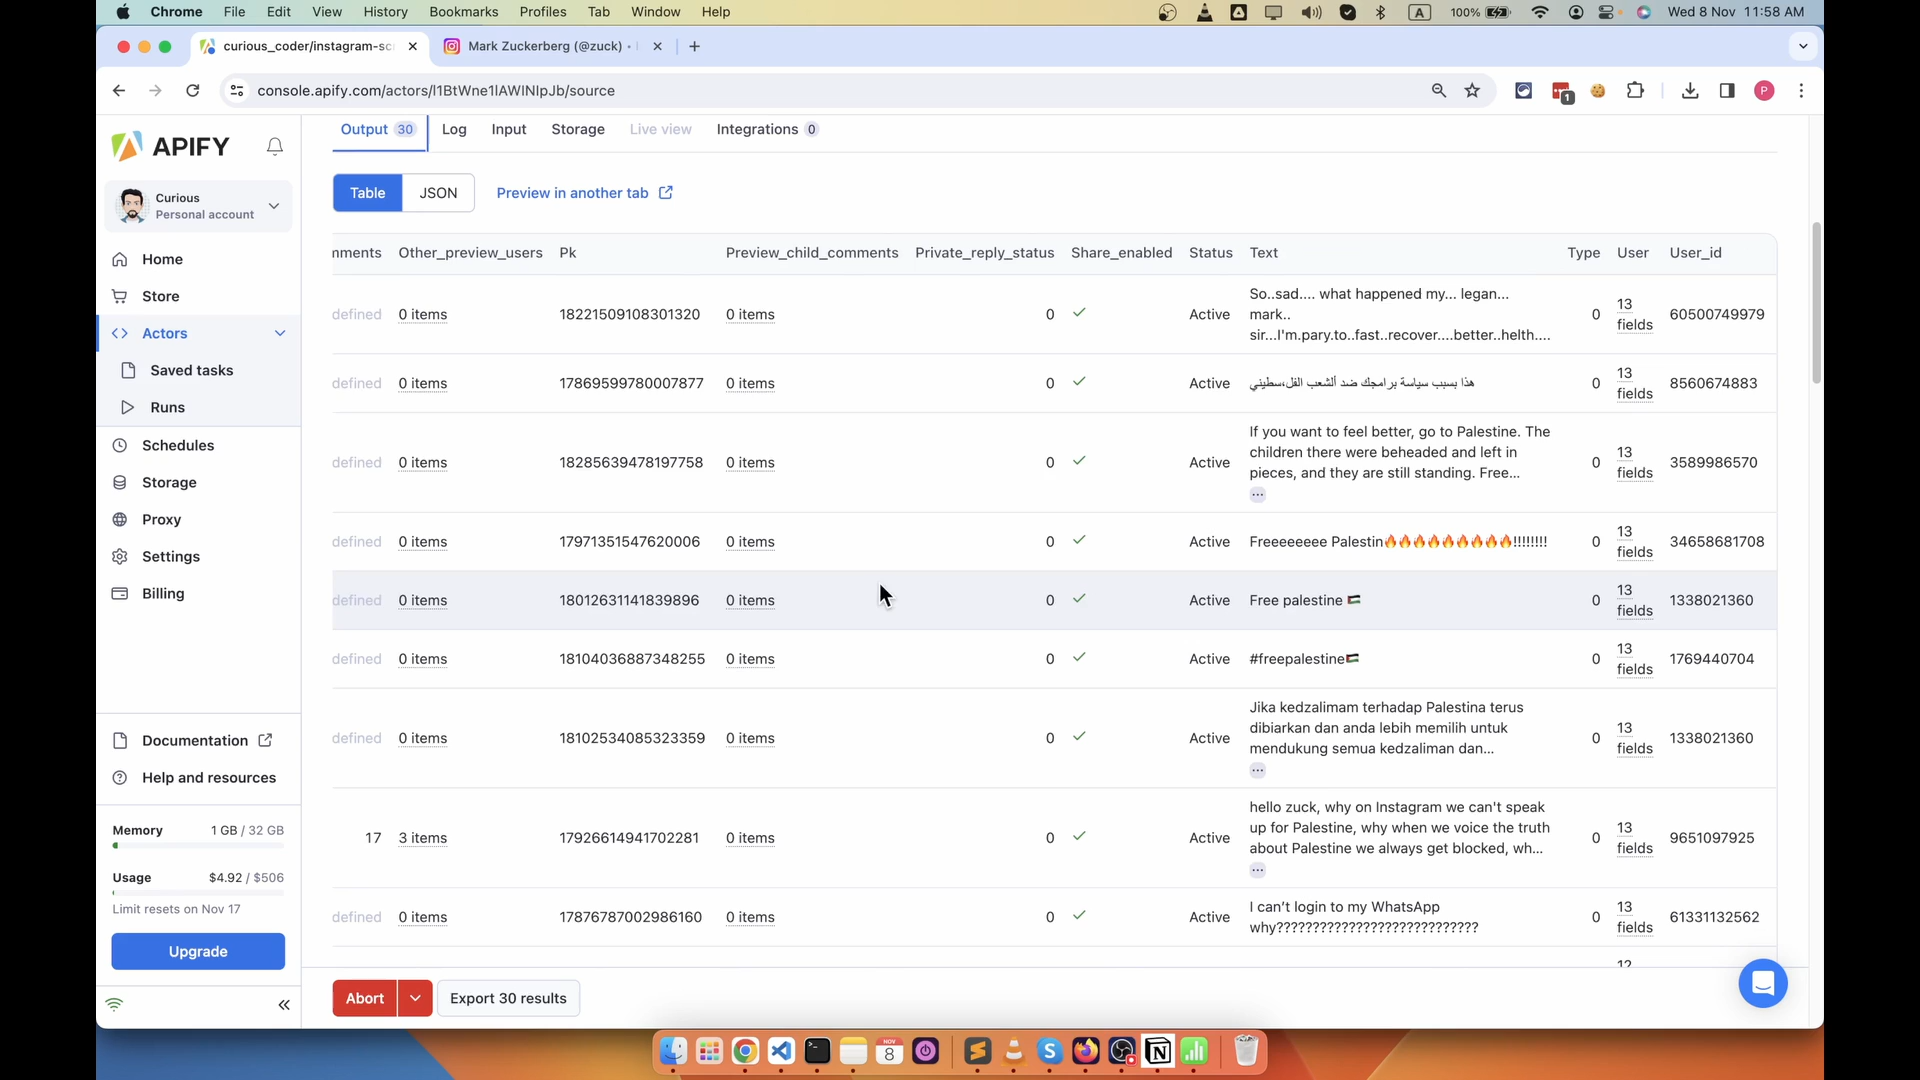 Chrome File Edit View History Bookmarks Profiles Tab Window Help A 100% Wed 8 Nov 11:58 AM
curious_coder/instagram-sc Mark Zuckerberg (@zuck) •
console.apify.com/actors/l1BtWne1lAWlNlpJb/source 1 P
APIFY
Curious
Personal account
Home
Store
Actors
Saved tasks
Runs
Schedules
Storage
Proxy
Settings
Billing
Documentation
Help and resources
Memory 1 GB / 32 GB
Usage $4.92 / $506
Limit resets on Nov 17
Upgrade
Output 30 Log Input Storage Live view Integrations 0
Table JSON Preview in another tab
nments Other_preview_users Pk Preview_child_comments Private_reply_status Share_enabled Status Text Type User User_id
defined 0 items 18221509108301320 0 items 0 Active So..sad.... what happened my... legan...
mark..
sir...I'm.pary.to..fast..recover....better..helth.... 0 13 fields 60500749979
defined 0 items 17869599780007877 0 items 0 Active هذا بسبب سياسة برامجك ضد ألشعب الفل،سطيني 0 13 fields 8560674883
defined 0 items 18285639478197758 0 items 0 Active If you want to feel better, go to Palestine. The
children there were beheaded and left in
pieces, and they are still standing. Free...
... 0 13 fields 3589986570
defined 0 items 17971351547620006 0 items 0 Active Freeeeeeee Palestin🔥🔥🔥🔥🔥🔥🔥🔥🔥!!!!!!!! 0 13 fields 34658681708
defined 0 items 18012631141839896 0 items 0 Active Free palestine 🇵🇸 0 13 fields 1338021360
defined 0 items 18104036887348255 0 items 0 Active #freepalestine🇵🇸 0 13 fields 1769440704
defined 0 items 18102534085323359 0 items 0 Active Jika kedzalimam terhadap Palestina terus
dibiarkan dan anda lebih memilih untuk
mendukung semua kedzaliman dan...
... 0 13 fields 1338021360
17 3 items 17926614941702281 0 items 0 Active hello zuck, why on Instagram we can't speak
up for Palestine, why when we voice the truth
about Palestine we always get blocked, wh...
... 0 13 fields 9651097925
defined 0 items 17876787002986160 0 items 0 Active I can't login to my WhatsApp
why???????????????????????????? 0 13 fields 61331132562
Abort Export 30 results
NOV
8